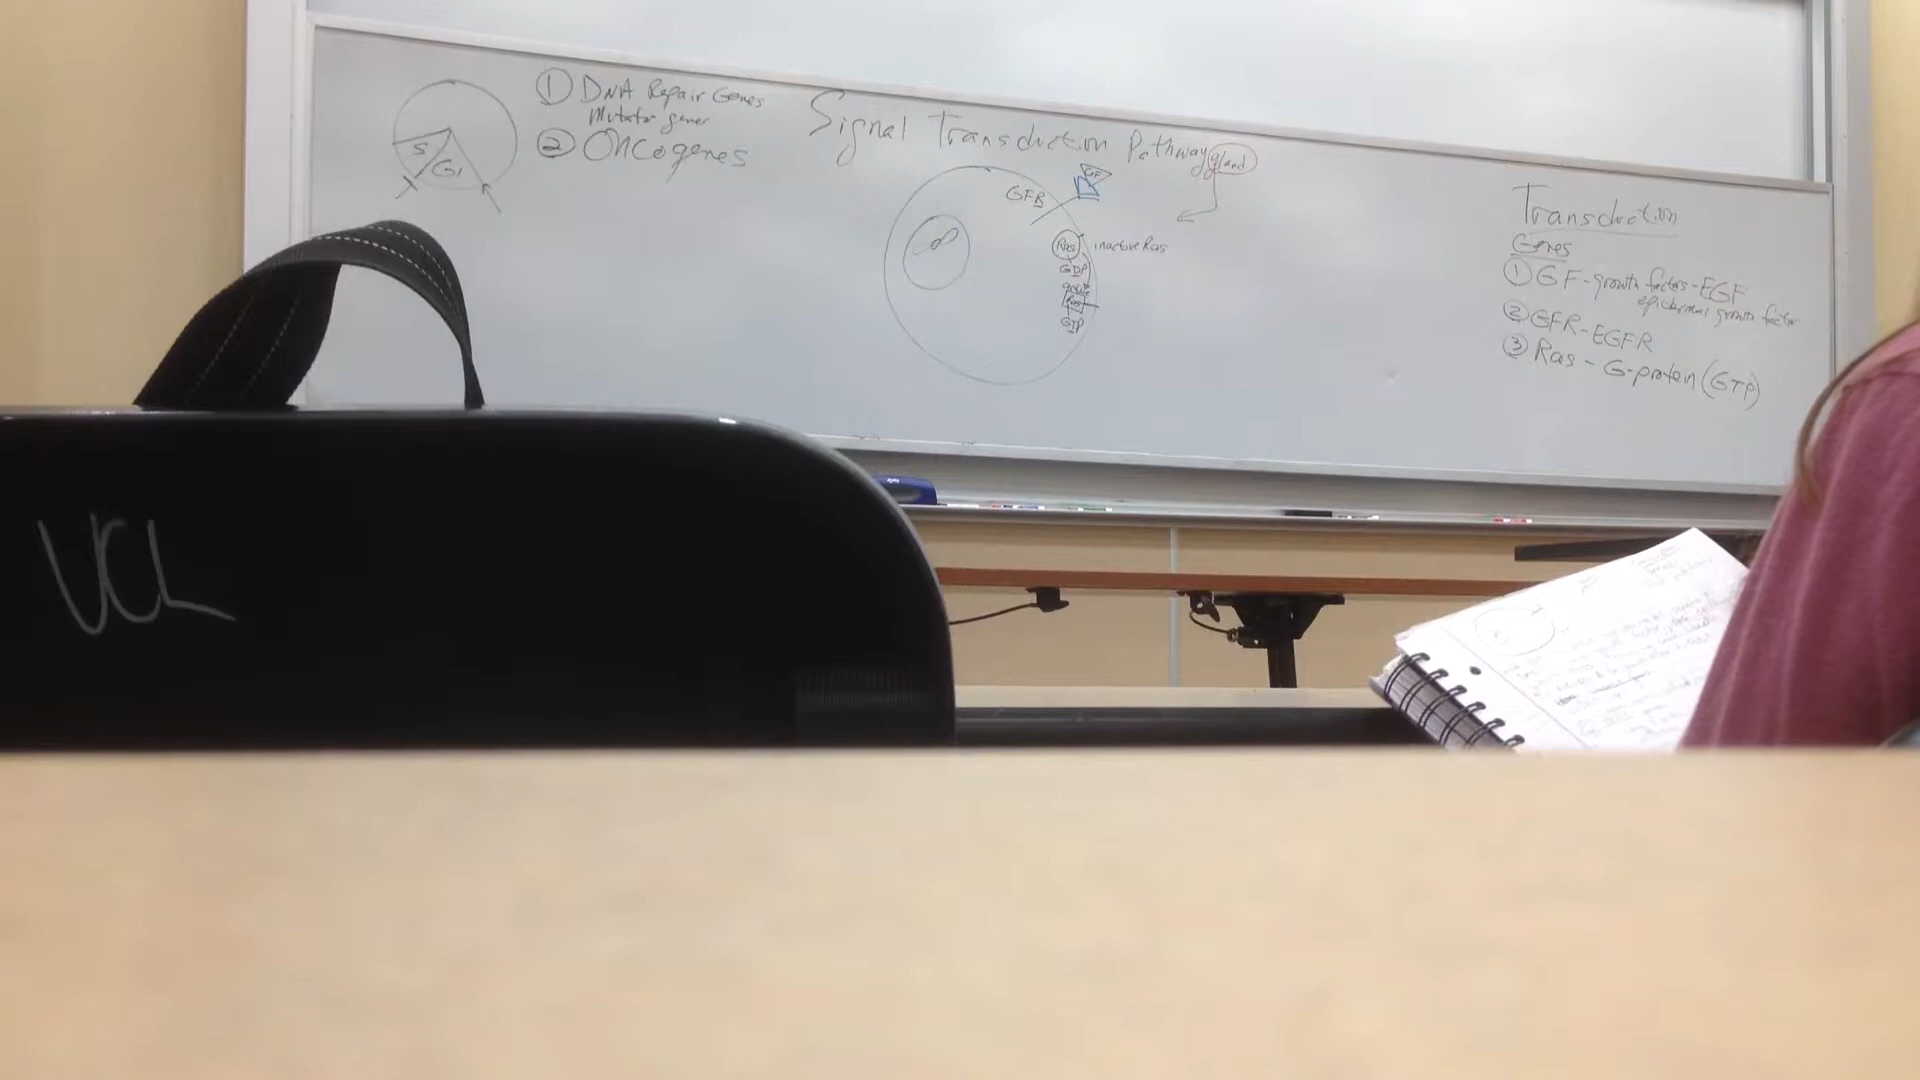 ① DNA Repair Genes
Mutator genes
② Oncogenes
S
G1
Signal Transduction Pathway
gland
GF
GFR
Ras
inactive Ras
GDP
active
Ras
GTP
Transduction
Genes
① GF - growth factors - EGF
epidermal growth factor
② GFR - EGFR
③ Ras - G-protein (GTP)
VCL